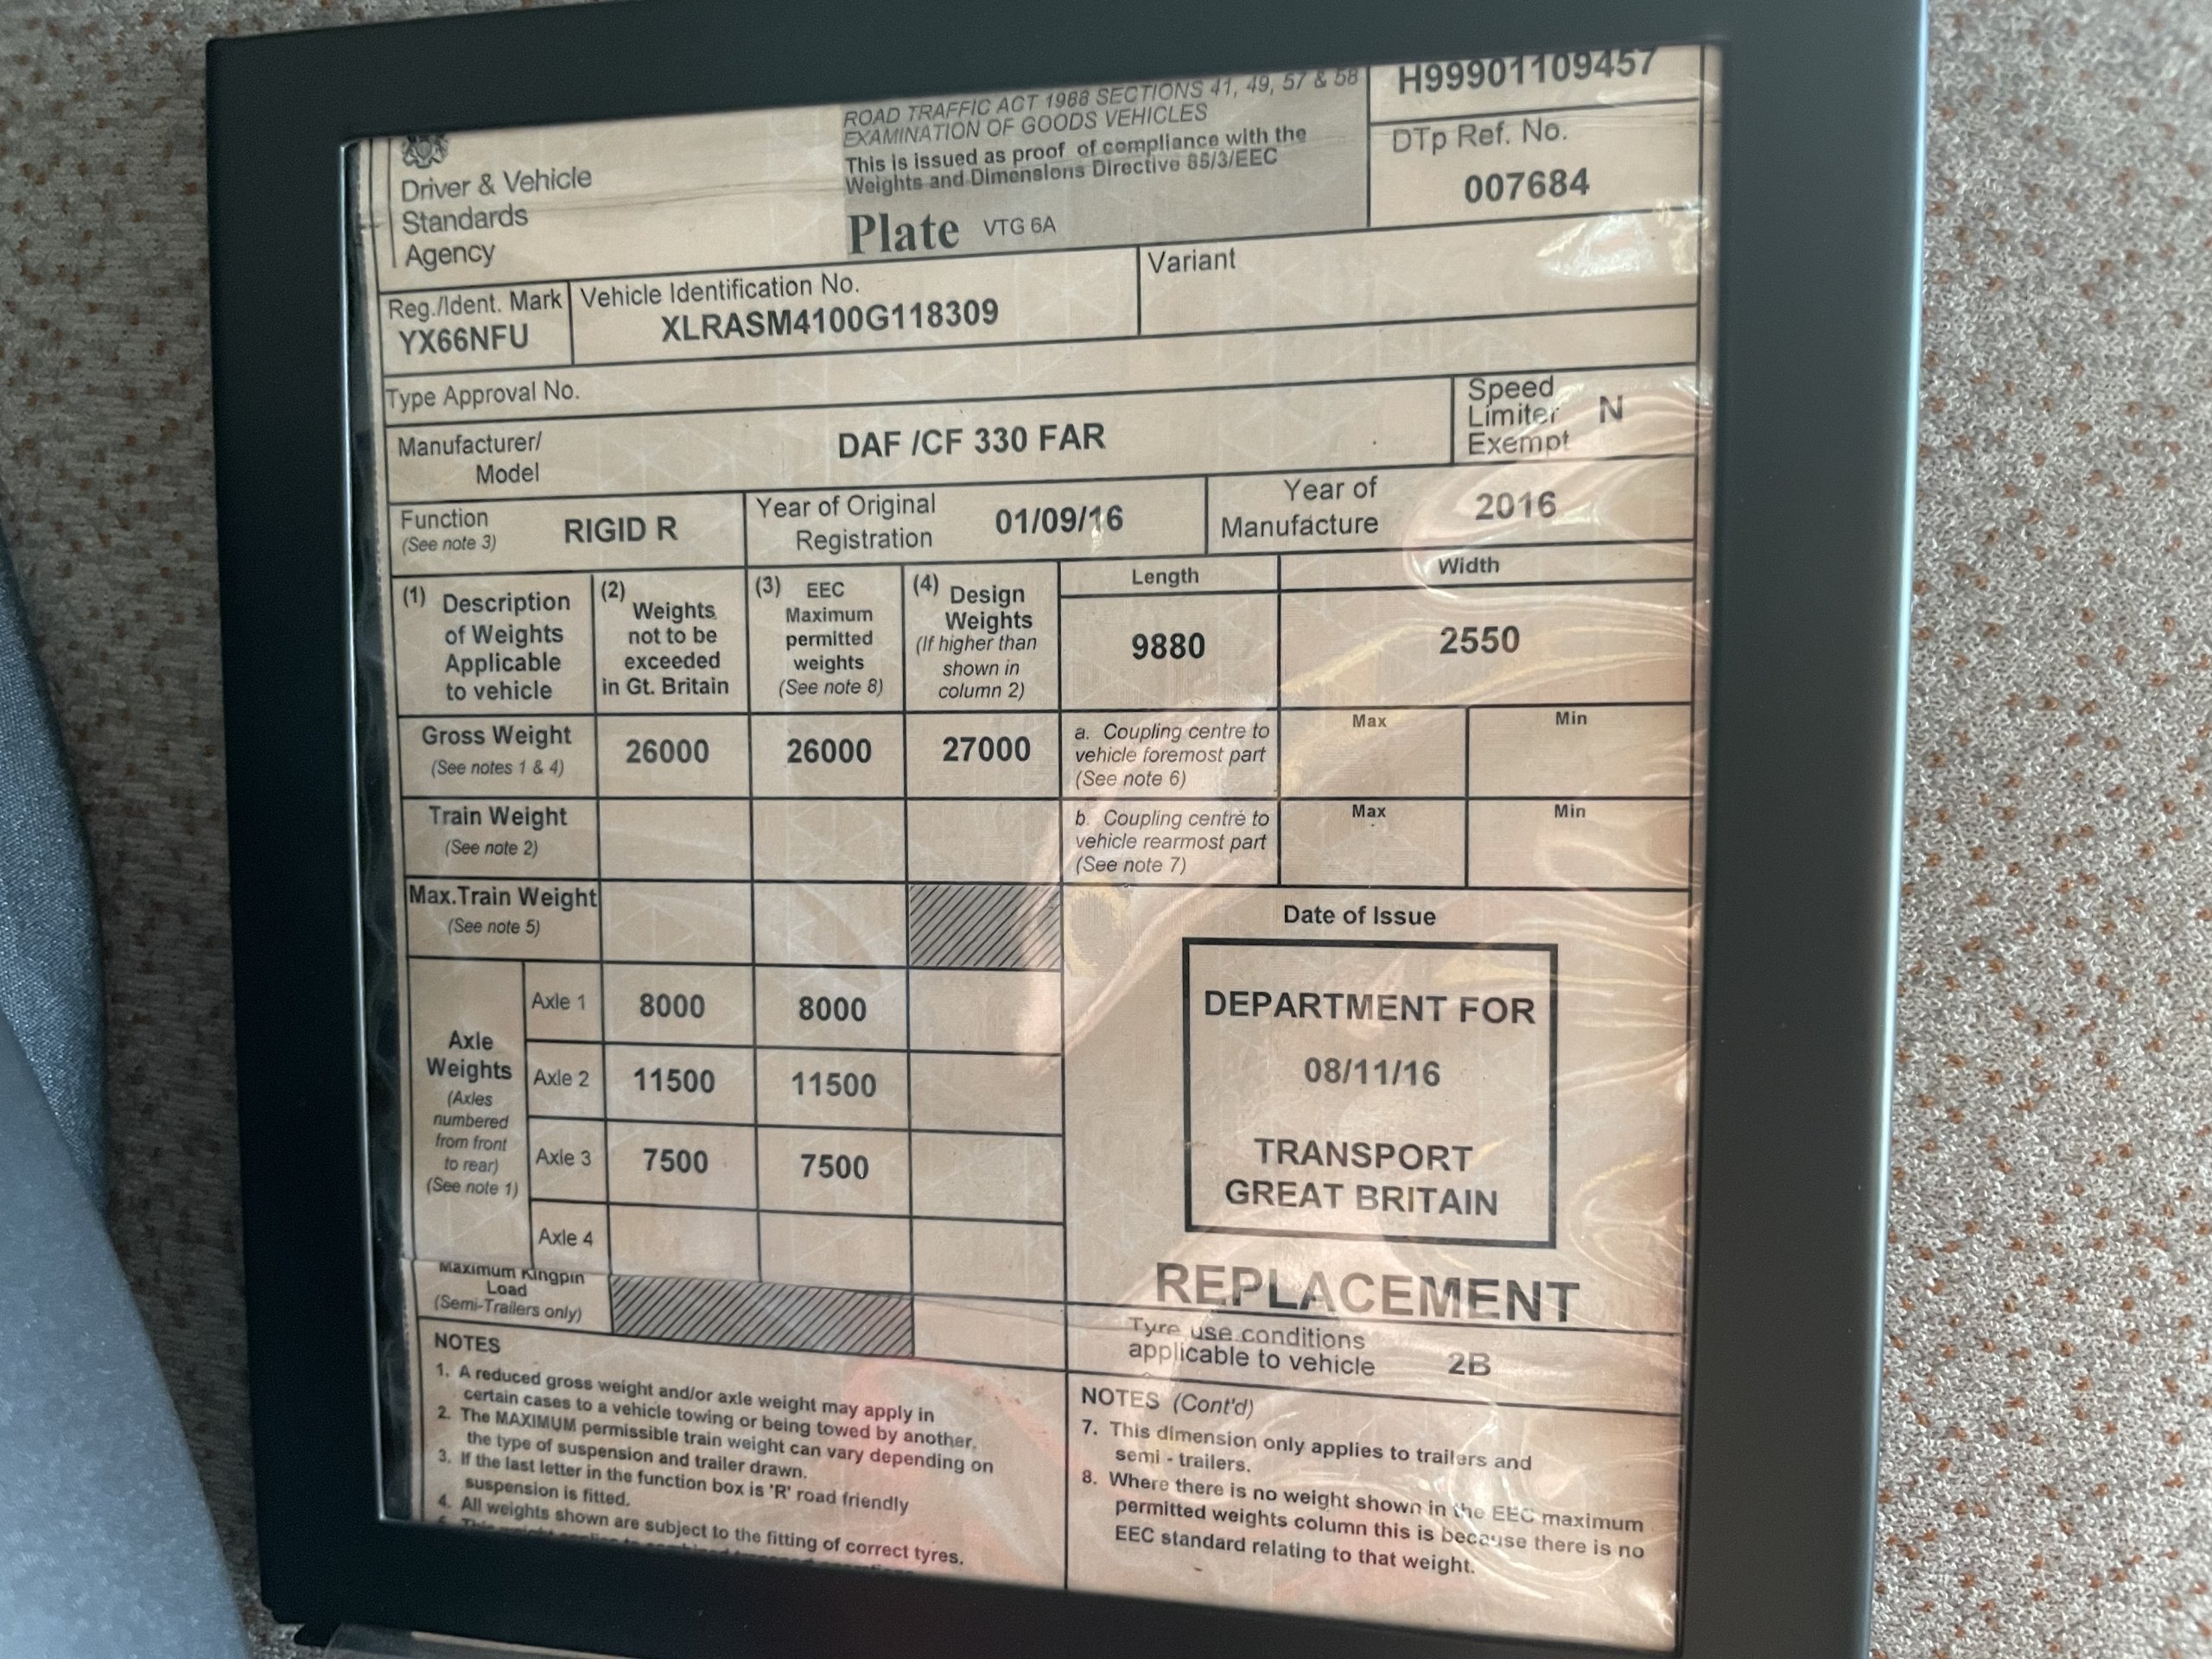 ROAD TRAFFIC ACT 1988 SECTIONS 41, 49, 57 & 58
EXAMINATION OF GOODS VEHICLES
This is issued as proof of compliance with the
Weights and Dimensions Directive 85/3/EEC
Plate VTG 6A
H99901109457
DTp Ref. No.
007684
Driver & Vehicle
Standards
Agency
Reg./Ident. Mark
YX66NFU
Vehicle Identification No.
XLRASM4100G118309
Variant
Type Approval No.
Manufacturer/
Model
DAF /CF 330 FAR
Speed
Limiter
Exempt
N
Function
(See note 3)
RIGID R
Year of Original
Registration
01/09/16
Year of
Manufacture
2016
(1) Description
of Weights
Applicable
to vehicle
(2) Weights
not to be
exceeded
in Gt. Britain
(3) EEC
Maximum
permitted
weights
(See note 8)
(4) Design
Weights
(If higher than
shown in
column 2)
Length
9880
Width
2550
Gross Weight
(See notes 1 & 4)
26000
26000
27000
a. Coupling centre to
vehicle foremost part
(See note 6)
Max
Min
Train Weight
(See note 2)
b. Coupling centre to
vehicle rearmost part
(See note 7)
Max
Min
Max.Train Weight
(See note 5)
Axle
Weights
(Axles
numbered
from front
to rear)
(See note 1)
Axle 1
8000
8000
Axle 2
11500
11500
Axle 3
7500
7500
Axle 4
Maximum Kingpin
Load
(Semi-Trailers only)
Date of Issue
DEPARTMENT FOR
08/11/16
TRANSPORT
GREAT BRITAIN
REPLACEMENT
Tyre use conditions
applicable to vehicle
2B
NOTES
1. A reduced gross weight and/or axle weight may apply in
certain cases to a vehicle towing or being towed by another.
2. The MAXIMUM permissible train weight can vary depending on
the type of suspension and trailer drawn.
3. If the last letter in the function box is 'R' road friendly
suspension is fitted.
4. All weights shown are subject to the fitting of correct tyres.
NOTES (Cont'd)
7. This dimension only applies to trailers and
semi - trailers.
8. Where there is no weight shown in the EEC maximum
permitted weights column this is because there is no
EEC standard relating to that weight.